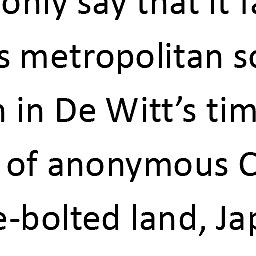 only say that it fa
s metropolitan so
n in De Witt’s tim
of anonymous C
e-bolted land, Jap